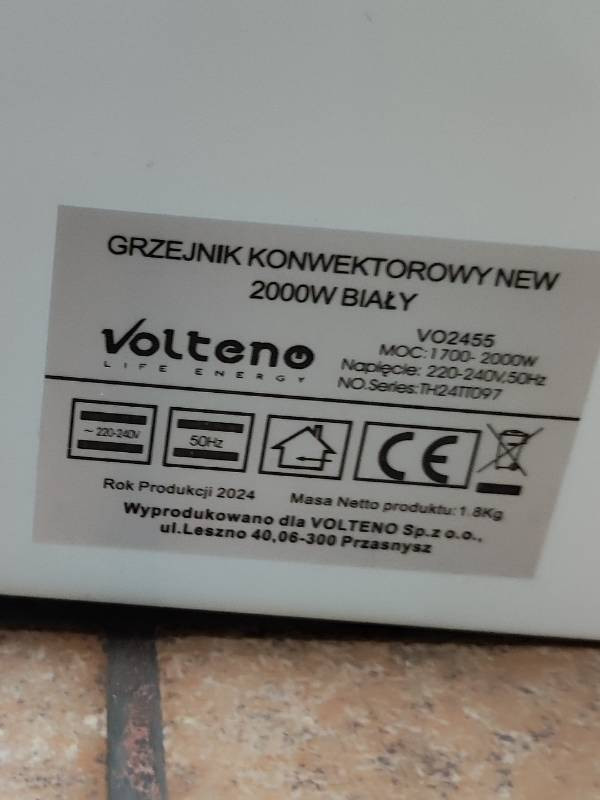 GRZEJNIK KONWEKTOROWY NEW
2000W BIAŁY
Volteno
LIFE ENERGY
VO2455
MOC:1700-2000W
Napięcie: 220-240V,50Hz
NO.Series:TH24TT097
~220-240V
50Hz
CE
Rok Produkcji 2024
Masa Netto produktu:1.8Kg
Wyprodukowano dla VOLTENO Sp.z o.o.,
ul.Leszno 40,06-300 Przasnysz